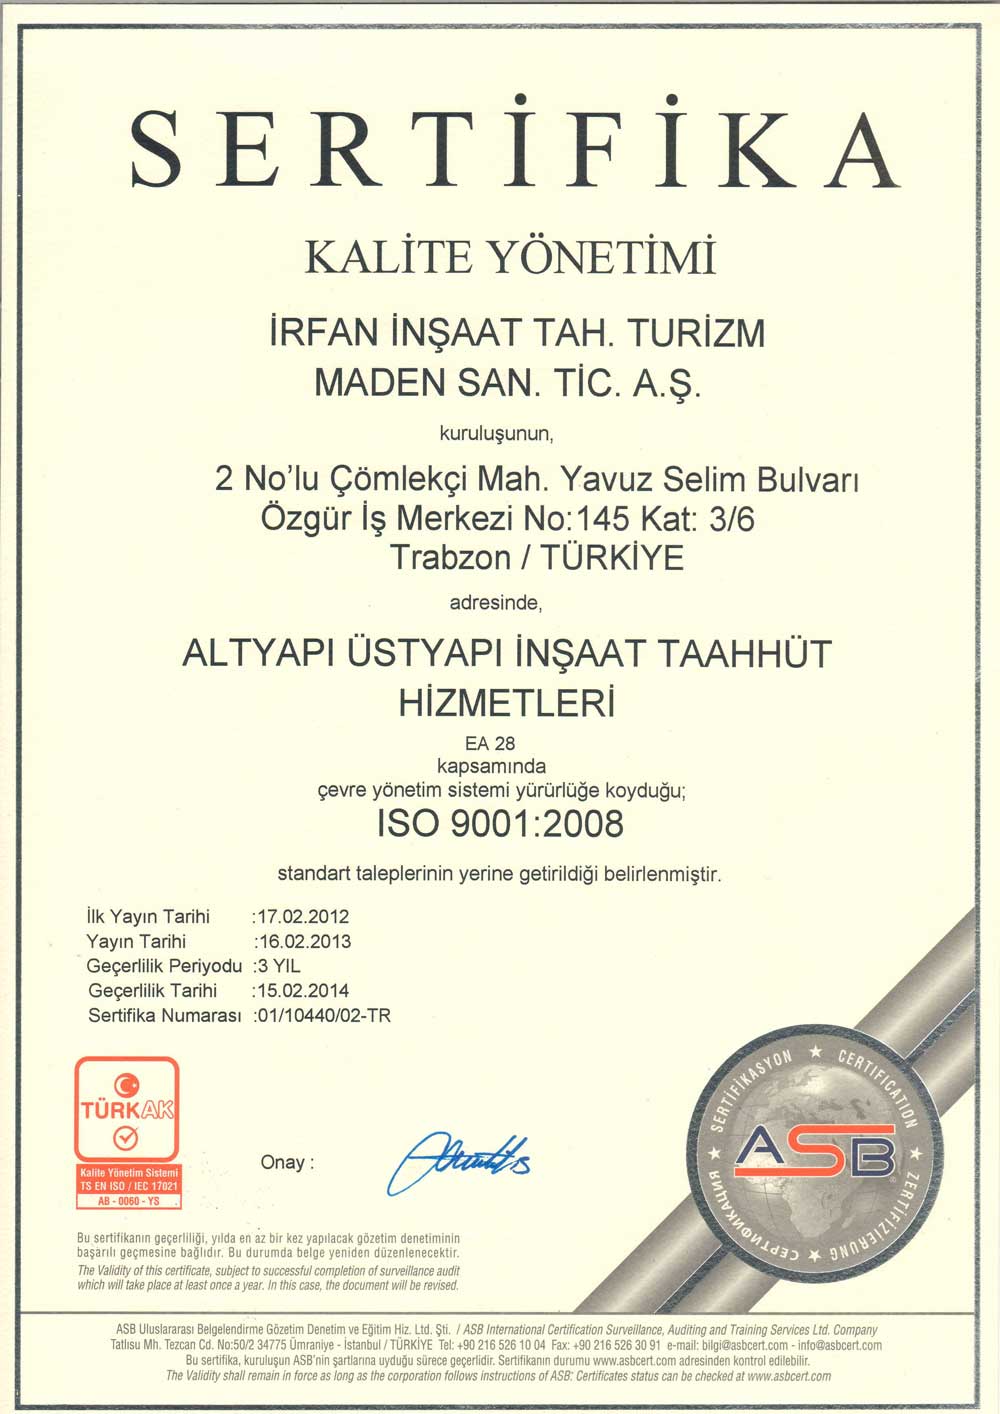 SERTİFİKA
KALİTE YÖNETİMİ
İRFAN İNŞAAT TAH. TURİZM
MADEN SAN. TİC. A.Ş.
kuruluşunun,
2 No'lu Çömlekçi Mah. Yavuz Selim Bulvarı
Özgür İş Merkezi No:145 Kat: 3/6
Trabzon / TÜRKİYE
adresinde,
ALTYAPI ÜSTYAPI İNŞAAT TAAHHÜT
HİZMETLERİ
EA 28
kapsamında
çevre yönetim sistemi yürürlüğe koyduğu;
ISO 9001:2008
standart taleplerinin yerine getirildiği belirlenmiştir.
İlk Yayın Tarihi :17.02.2012
Yayın Tarihi :16.02.2013
Geçerlilik Periyodu :3 YIL
Geçerlilik Tarihi :15.02.2014
Sertifika Numarası :01/10440/02-TR
TÜRKAK
Kalite Yönetim Sistemi
TS EN ISO / IEC 17021
AB - 0060 - YS
Onay :
SERTİFİKASYON ★ CERTIFICATION ★ ZERTIFIZIERUNG ★ СЕРТИФИКАЦИЯ ★
ASB
®
Bu sertifikanın geçerliliği, yılda en az bir kez yapılacak gözetim denetiminin
başarılı geçmesine bağlıdır. Bu durumda belge yeniden düzenlenecektir.
The Validity of this certificate, subject to successful completion of surveillance audit
which will take place at least once a year. In this case, the document will be revised.
ASB Uluslararası Belgelendirme Gözetim Denetim ve Eğitim Hiz. Ltd. Şti. / ASB International Certification Surveillance, Auditing and Training Services Ltd. Company
Tatlısu Mh. Tezcan Cd. No:50/2 34775 Ümraniye - İstanbul / TÜRKİYE Tel: +90 216 526 10 04 Fax: +90 216 526 30 91 e-mail: bilgi@asbcert.com - info@asbcert.com
Bu sertifika, kuruluşun ASB'nin şartlarına uyduğu sürece geçerlidir. Sertifikanın durumu www.asbcert.com adresinden kontrol edilebilir.
The Validity shall remain in force as long as the corporation follows instructions of ASB: Certificates status can be checked at www.asbcert.com